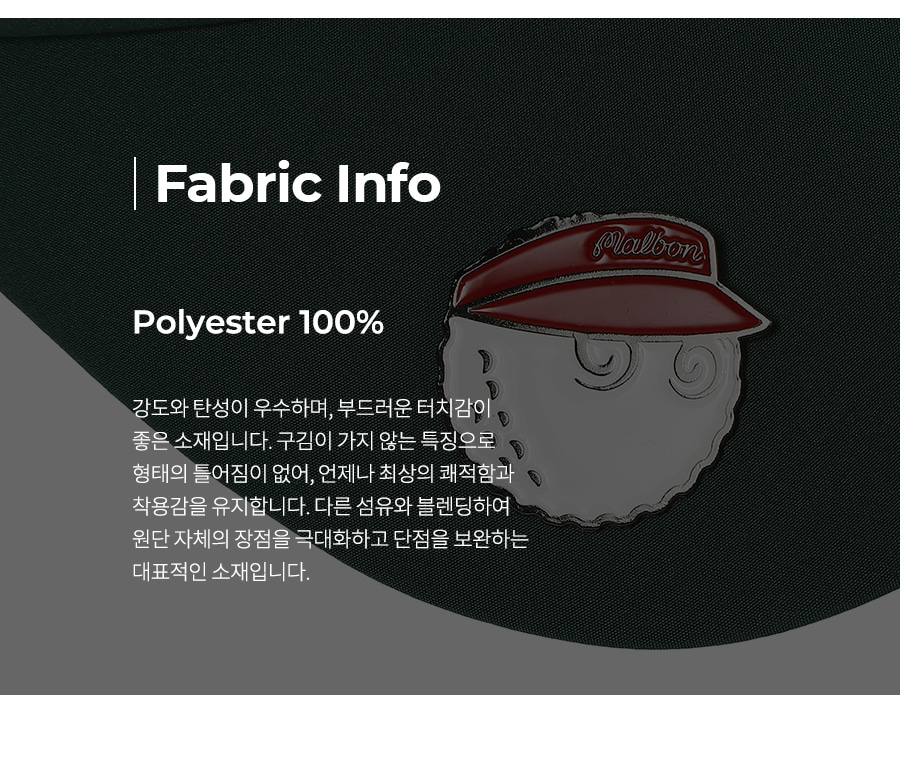 Fabric Info
Malbon
Polyester 100%
강도와 탄성이 우수하며, 부드러운 터치감이
좋은 소재입니다. 구김이 가지 않는 특징으로
형태의 틀어짐이 없어, 언제나 최상의 쾌적함과
착용감을 유지합니다. 다른 섬유와 블렌딩하여
원단 자체의 장점을 극대화하고 단점을 보완하는
대표적인 소재입니다.